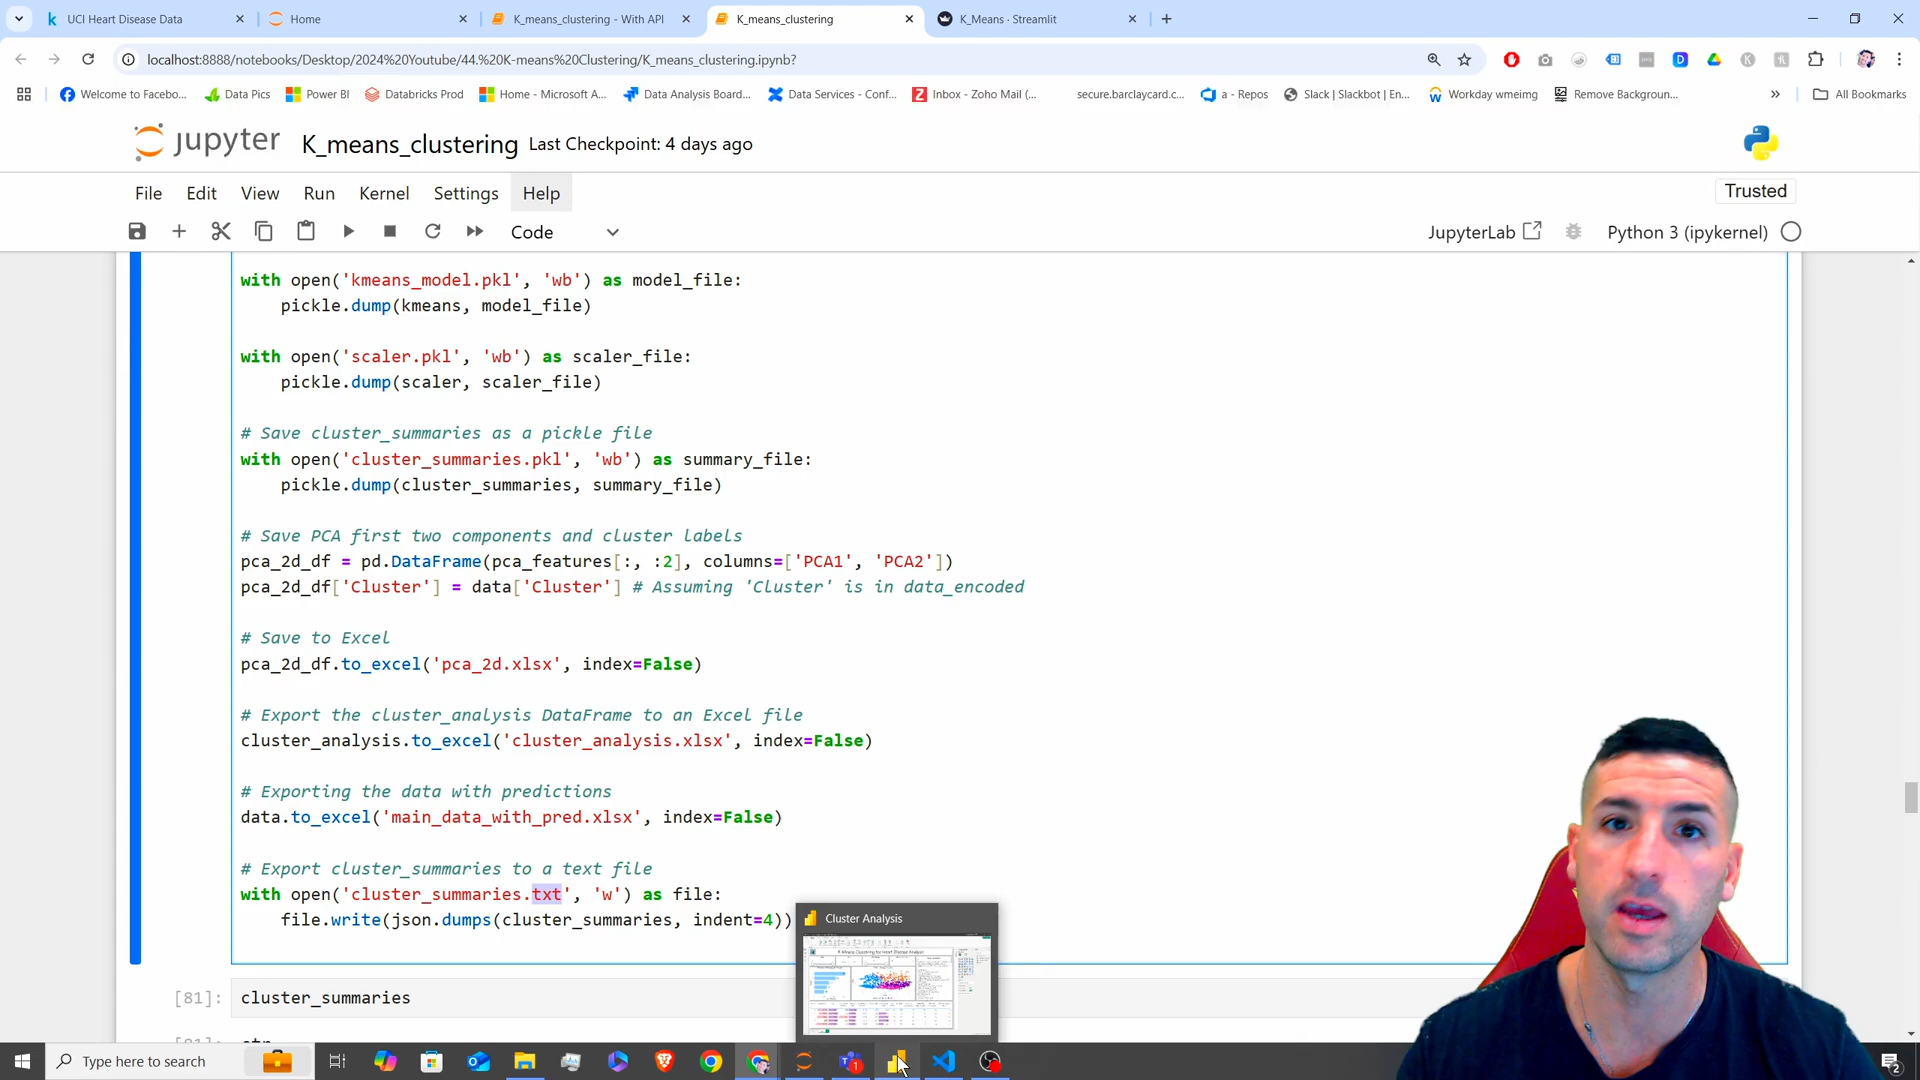 UCI Heart Disease Data
Home
K_means_clustering - With API
K_means_clustering
K_Means · Streamlit
localhost:8888/notebooks/Desktop/2024%20Youtube/44.%20K-means%20Clustering/K_means_clustering.ipynb?
Welcome to Facebo...
Data Pics
Power BI
Databricks Prod
Home - Microsoft A...
Data Analysis Board...
Data Services - Conf...
Inbox - Zoho Mail (...
secure.barclaycard.c...
a - Repos
Slack | Slackbot | En...
Workday wmeimg
Remove Backgroun...
All Bookmarks
jupyter K_means_clustering Last Checkpoint: 4 days ago
File Edit View Run Kernel Settings Help
Trusted
Code
JupyterLab
Python 3 (ipykernel)
with open('kmeans_model.pkl', 'wb') as model_file:
pickle.dump(kmeans, model_file)
with open('scaler.pkl', 'wb') as scaler_file:
pickle.dump(scaler, scaler_file)
# Save cluster_summaries as a pickle file
with open('cluster_summaries.pkl', 'wb') as summary_file:
pickle.dump(cluster_summaries, summary_file)
# Save PCA first two components and cluster labels
pca_2d_df = pd.DataFrame(pca_features[:, :2], columns=['PCA1', 'PCA2'])
pca_2d_df['Cluster'] = data['Cluster'] # Assuming 'Cluster' is in data_encoded
# Save to Excel
pca_2d_df.to_excel('pca_2d.xlsx', index=False)
# Export the cluster_analysis DataFrame to an Excel file
cluster_analysis.to_excel('cluster_analysis.xlsx', index=False)
# Exporting the data with predictions
data.to_excel('main_data_with_pred.xlsx', index=False)
# Export cluster_summaries to a text file
with open('cluster_summaries.txt', 'w') as file:
file.write(json.dumps(cluster_summaries, indent=4))
Cluster Analysis
K-Means Clustering for Heart Disease Analysis
[81]: cluster_summaries
Type here to search
1
2